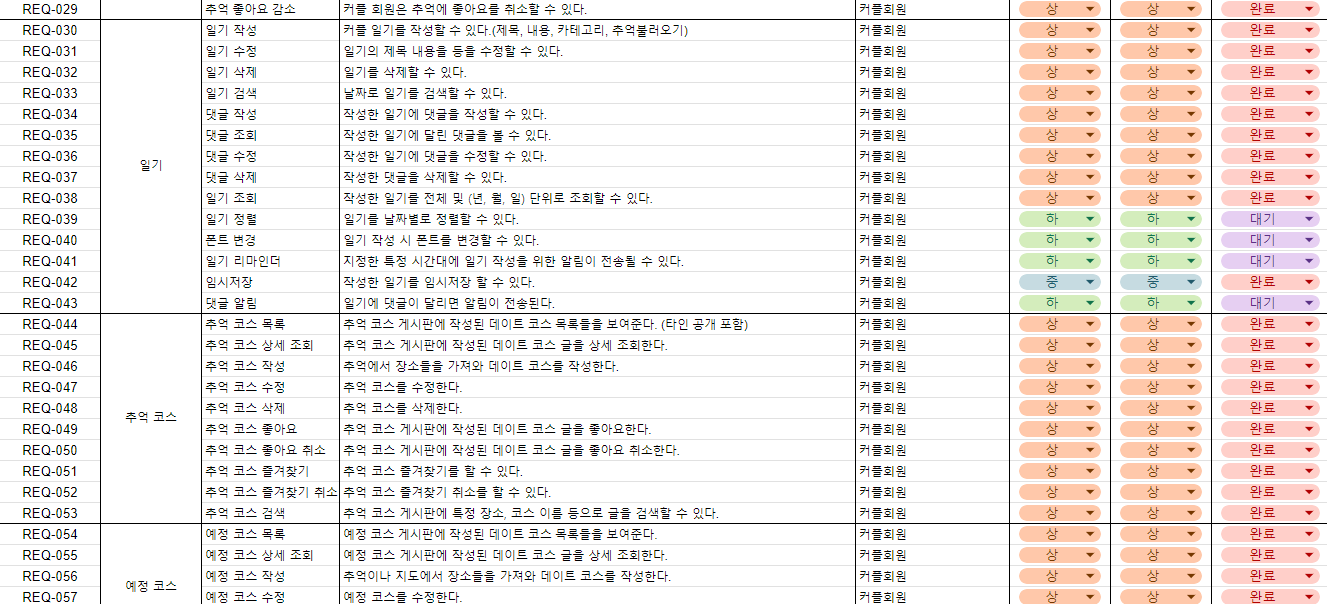 REQ-029 추억 좋아요 감소 커플 회원은 추억에 좋아요를 취소할 수 있다. 커플회원 상 상 완료
REQ-030 일기 작성 커플 일기를 작성할 수 있다.(제목, 내용, 카테고리, 추억불러오기) 커플회원 상 상 완료
REQ-031 일기 수정 일기의 제목 내용을 등을 수정할 수 있다. 커플회원 상 상 완료
REQ-032 일기 삭제 일기를 삭제할 수 있다. 커플회원 상 상 완료
REQ-033 일기 검색 날짜로 일기를 검색할 수 있다. 커플회원 상 상 완료
REQ-034 댓글 작성 작성한 일기에 댓글을 작성할 수 있다. 커플회원 상 상 완료
REQ-035 댓글 조회 작성한 일기에 달린 댓글을 볼 수 있다. 커플회원 상 상 완료
REQ-036 댓글 수정 작성한 일기에 댓글을 수정할 수 있다. 커플회원 상 상 완료
일기
REQ-037 댓글 삭제 작성한 댓글을 삭제할 수 있다. 커플회원 상 상 완료
REQ-038 일기 조회 작성한 일기를 전체 및 (년, 월, 일) 단위로 조회할 수 있다. 커플회원 상 상 완료
REQ-039 일기 정렬 일기를 날짜별로 정렬할 수 있다. 커플회원 하 하 대기
REQ-040 폰트 변경 일기 작성 시 폰트를 변경할 수 있다. 커플회원 하 하 대기
REQ-041 일기 리마인더 지정한 특정 시간대에 일기 작성을 위한 알림이 전송될 수 있다. 커플회원 하 하 대기
REQ-042 임시저장 작성한 일기를 임시저장 할 수 있다. 커플회원 중 중 완료
REQ-043 댓글 알림 일기에 댓글이 달리면 알림이 전송된다. 커플회원 하 하 대기
REQ-044 추억 코스 목록 추억 코스 게시판에 작성된 데이트 코스 목록들을 보여준다. (타인 공개 포함) 커플회원 상 상 완료
REQ-045 추억 코스 상세 조회 추억 코스 게시판에 작성된 데이트 코스 글을 상세 조회한다. 커플회원 상 상 완료
REQ-046 추억 코스 작성 추억에서 장소들을 가져와 데이트 코스를 작성한다. 커플회원 상 상 완료
REQ-047 추억 코스 수정 추억 코스를 수정한다. 커플회원 상 상 완료
REQ-048 추억 코스 삭제 추억 코스를 삭제한다. 커플회원 상 상 완료
추억 코스
REQ-049 추억 코스 좋아요 추억 코스 게시판에 작성된 데이트 코스 글을 좋아요한다. 커플회원 상 상 완료
REQ-050 추억 코스 좋아요 취소 추억 코스 게시판에 작성된 데이트 코스 글을 좋아요 취소한다. 커플회원 상 상 완료
REQ-051 추억 코스 즐겨찾기 추억 코스 즐겨찾기를 할 수 있다. 커플회원 상 상 완료
REQ-052 추억 코스 즐겨찾기 취소 추억 코스 즐겨찾기 취소를 할 수 있다. 커플회원 상 상 완료
REQ-053 추억 코스 검색 추억 코스 게시판에 특정 장소, 코스 이름 등으로 글을 검색할 수 있다. 커플회원 상 상 완료
REQ-054 예정 코스 목록 예정 코스 게시판에 작성된 데이트 코스 목록들을 보여준다. 커플회원 상 상 완료
REQ-055 예정 코스 상세 조회 예정 코스 게시판에 작성된 데이트 코스 글을 상세 조회한다. 커플회원 상 상 완료
REQ-056 예정 코스 작성 추억이나 지도에서 장소들을 가져와 데이트 코스를 작성한다. 커플회원 상 상 완료
예정 코스
REQ-057 예정 코스 수정 예정 코스를 수정한다. 커플회원 상 상 완료